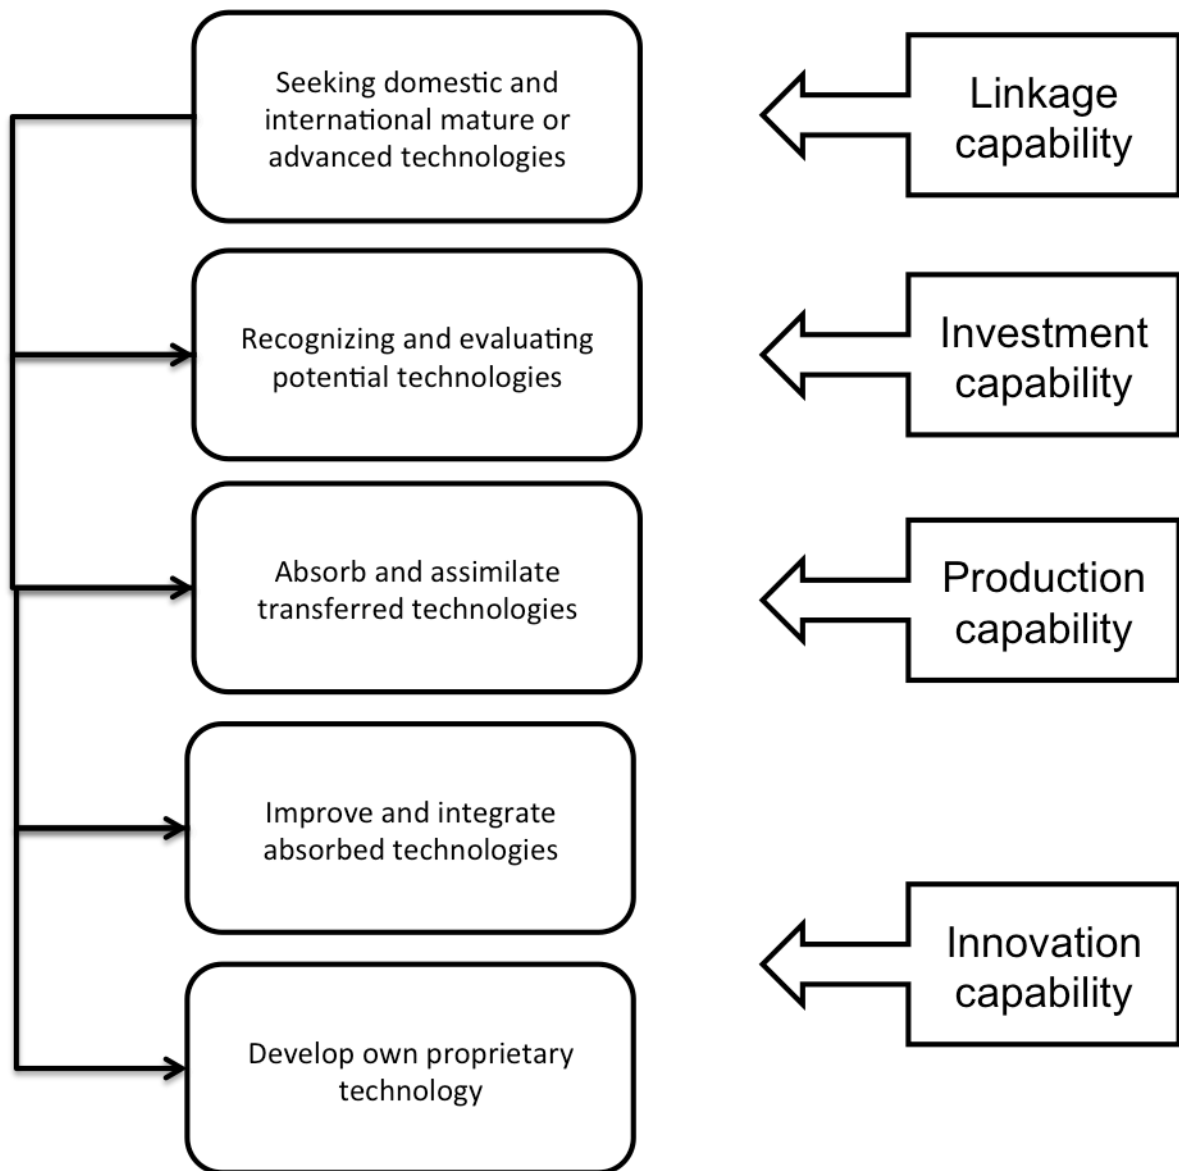 Seeking domestic and
international mature or
advanced technologies
Linkage
capability
Recognizing and evaluating
potential technologies
Investment
capability
Absorb and assimilate
transferred technologies
Production
capability
Improve and integrate
absorbed technologies
Innovation
capability
Develop own proprietary
technology